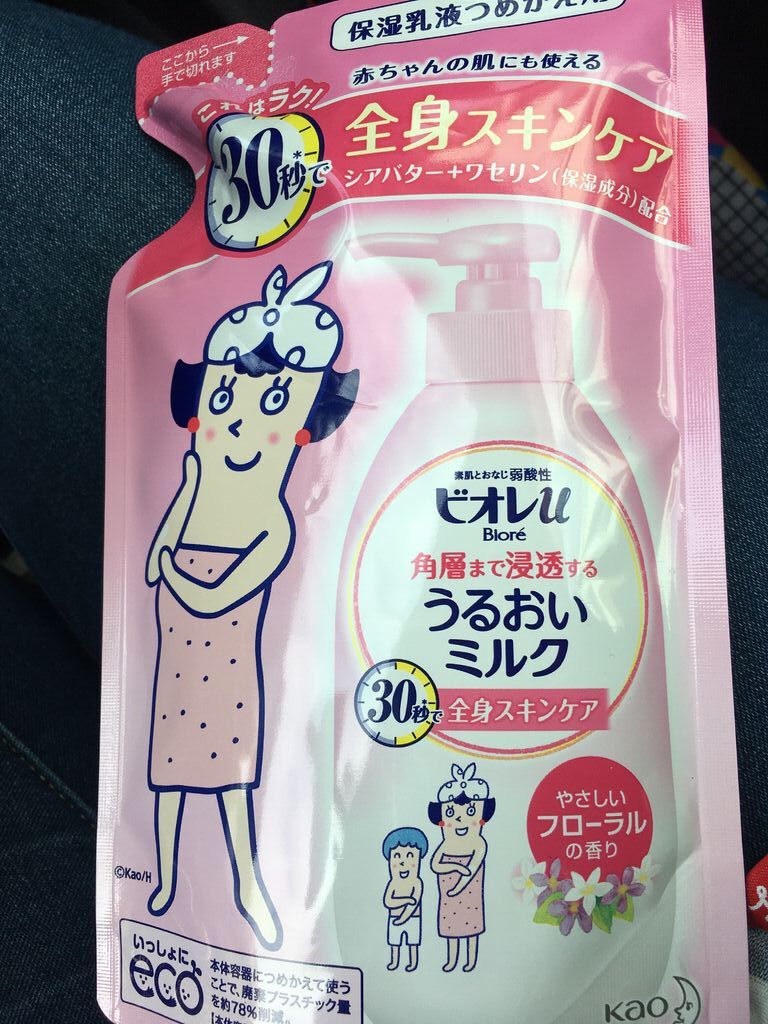 ここから
手で切れます
保湿乳液つめかえ用
赤ちゃんの肌にも使える
これはラク!
30秒*で
全身スキンケア
シアバター+ワセリン(保湿成分)配合
素肌とおなじ弱酸性
ビオレu
Bioré
角層まで浸透する
うるおい
ミルク
30秒*で
全身スキンケア
やさしい
フローラル
の香り
©Kao/H
いっしょに
eco
本体容器につめかえて使う
ことで、廃棄プラスチック量
を約78%削減。
Kao